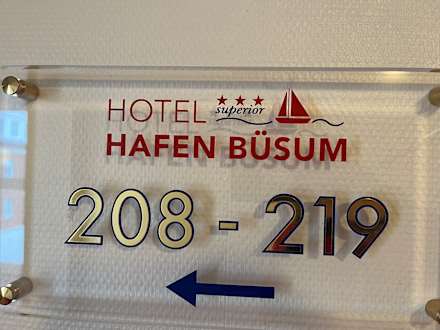 HOTEL superior
HAFEN BÜSUM
208 - 219